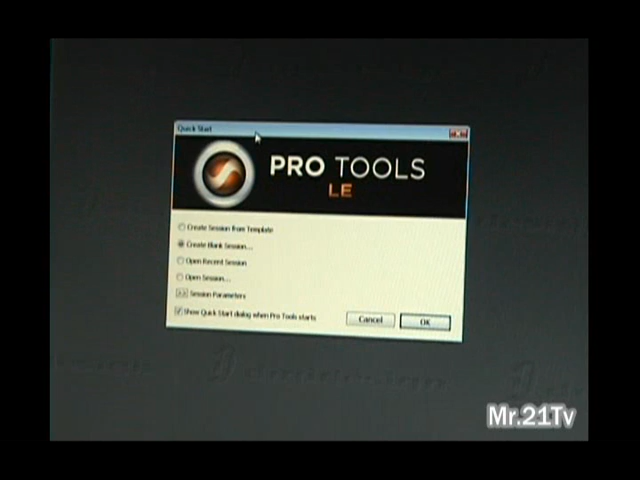 Quick Start
PRO TOOLS
LE
Create Session from Template
Create Blank Session...
Open Recent Session
Open Session...
Session Parameters
Show Quick Start dialog when Pro Tools starts
Cancel
OK
Mr.21Tv